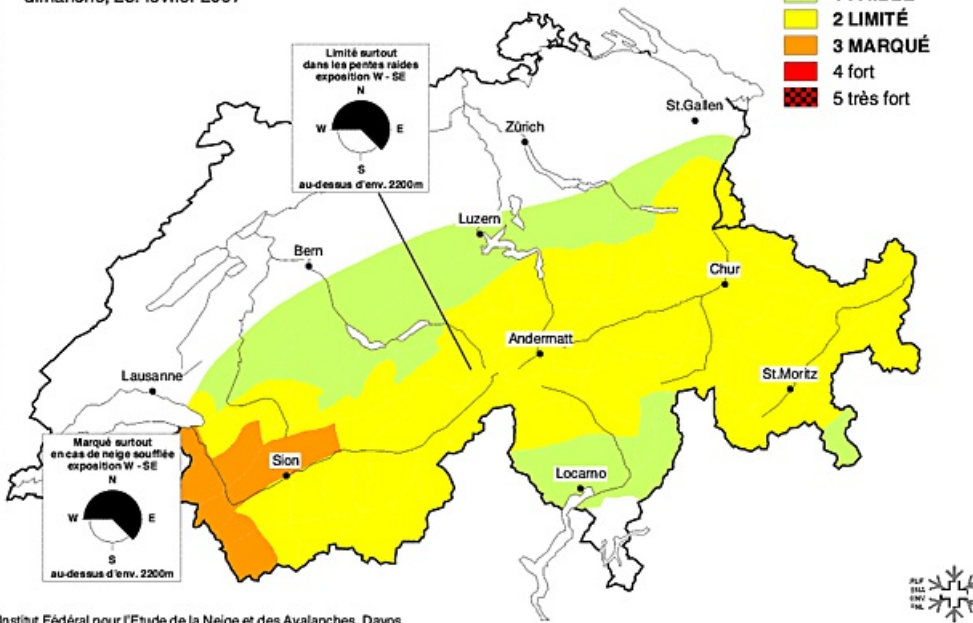 2 LIMITÉ
3 MARQUÉ
4 fort
5 très fort
Limité surtout
dans les pentes raides
exposition W - SE
N
W E
S
au-dessus d'env. 2200m
St.Gallen
Zürich
Luzern
Bern
Chur
Andermatt
St.Moritz
Lausanne
Marqué surtout
en cas de neige soufflée
exposition W - SE
N
W E
S
au-dessus d'env. 2200m
Sion
Locarno
SLF
ENA
SNL
Institut Fédéral pour l'Etude de la Neige et des Avalanches, Davos